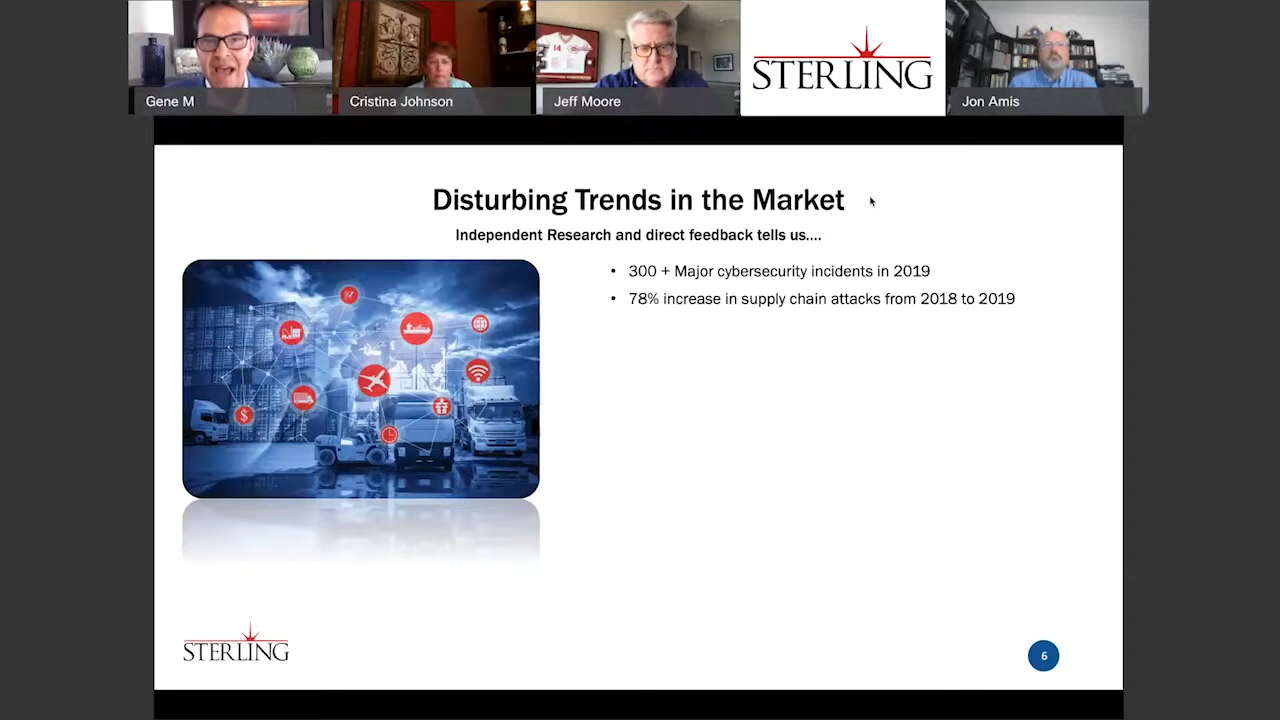 Gene M
Cristina Johnson
Jeff Moore
STERLING
Jon Amis
Disturbing Trends in the Market
Independent Research and direct feedback tells us....
• 300 + Major cybersecurity incidents in 2019
• 78% increase in supply chain attacks from 2018 to 2019
$
STERLING
6